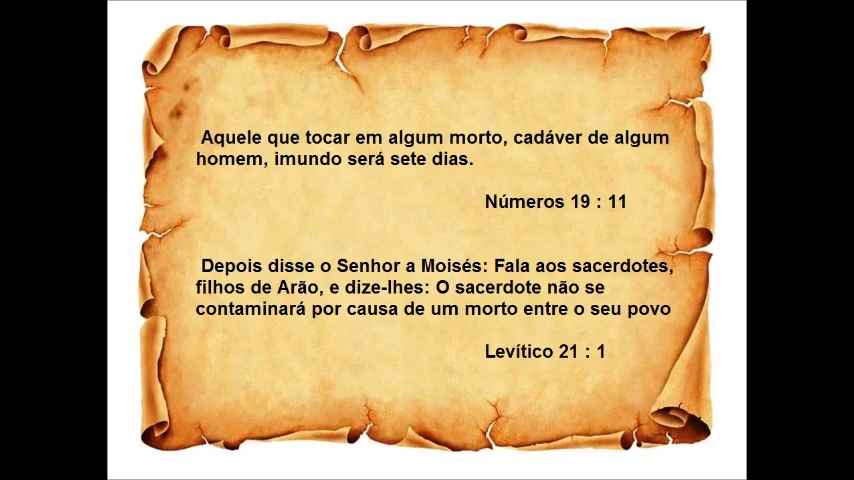 Aquele que tocar em algum morto, cadáver de algum
homem, imundo será sete dias.
Números 19 : 11
Depois disse o Senhor a Moisés: Fala aos sacerdotes,
filhos de Arão, e dize-lhes: O sacerdote não se
contaminará por causa de um morto entre o seu povo
Levítico 21 : 1